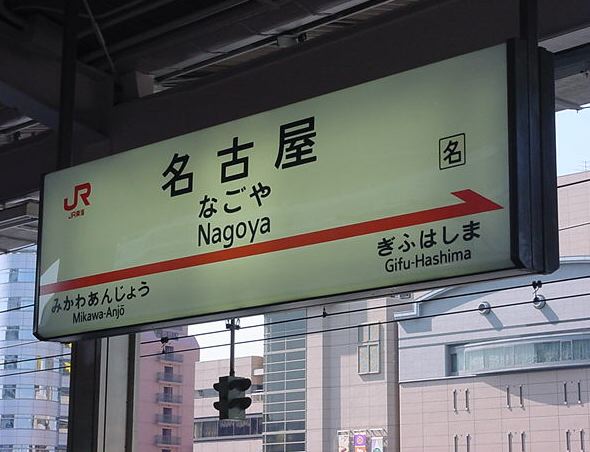 JR
JR東海
名古屋
名
なごや
Nagoya
みかわあんじょう
Mikawa-Anjō
ぎふはしま
Gifu-Hashima